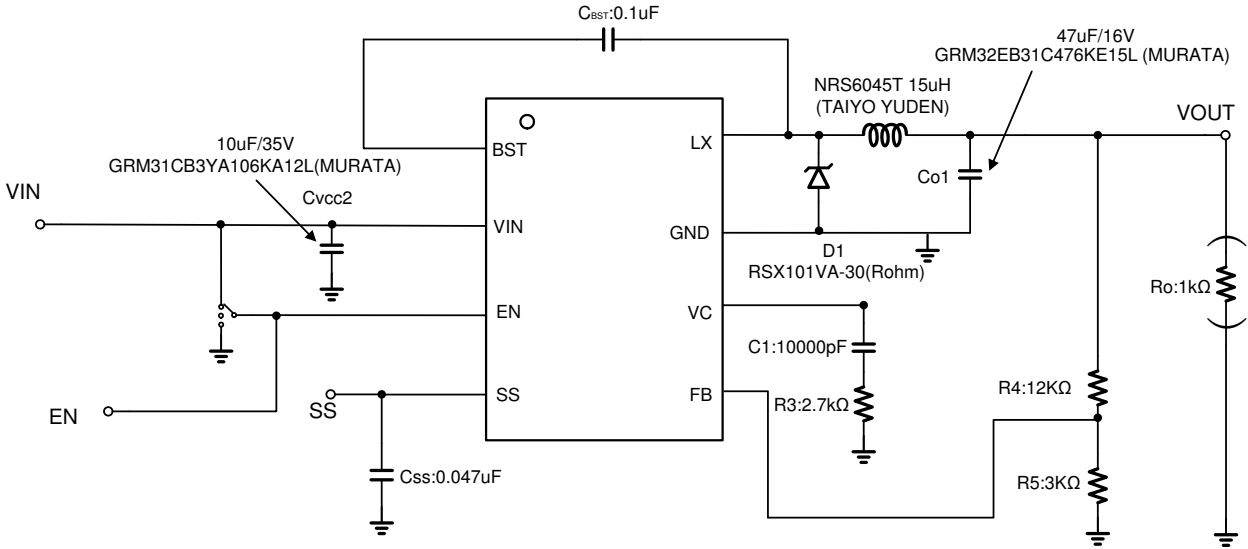 CBST:0.1uF
47uF/16V
GRM32EB31C476KE15L (MURATA)
NRS6045T 15uH
(TAIYO YUDEN)
VOUT
10uF/35V
GRM31CB3YA106KA12L(MURATA)
Cvcc2
VIN
BST
LX
Co1
VIN
GND
D1
RSX101VA-30(Rohm)
Ro:1kΩ
EN
VC
C1:10000pF
SS
FB
R3:2.7kΩ
R4:12KΩ
EN
SS
Css:0.047uF
R5:3KΩ